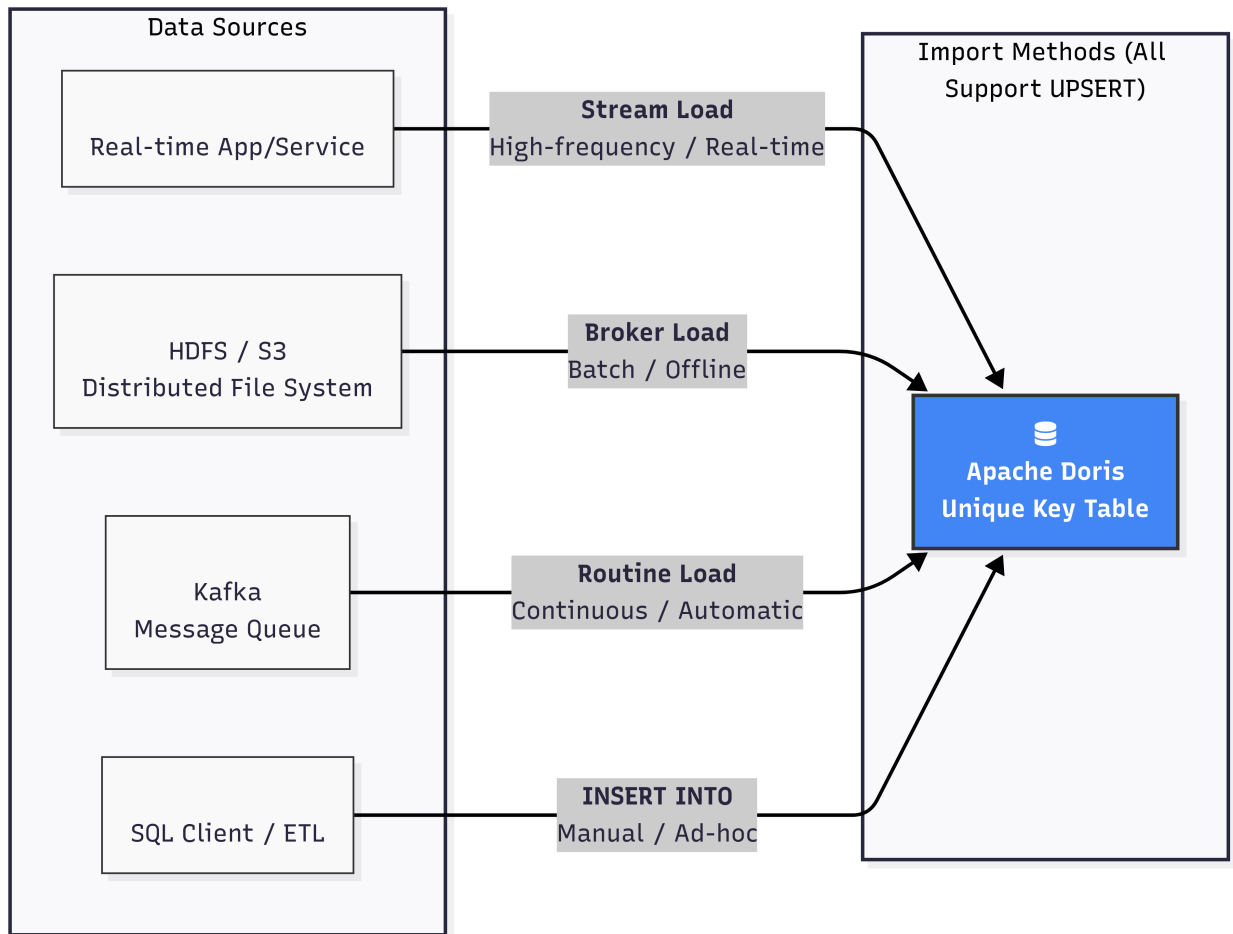 Data Sources
Real-time App/Service
HDFS / S3
Distributed File System
Kafka
Message Queue
SQL Client / ETL
Stream Load
High-frequency / Real-time
Broker Load
Batch / Offline
Routine Load
Continuous / Automatic
INSERT INTO
Manual / Ad-hoc
Import Methods (All
Support UPSERT)
Apache Doris
Unique Key Table